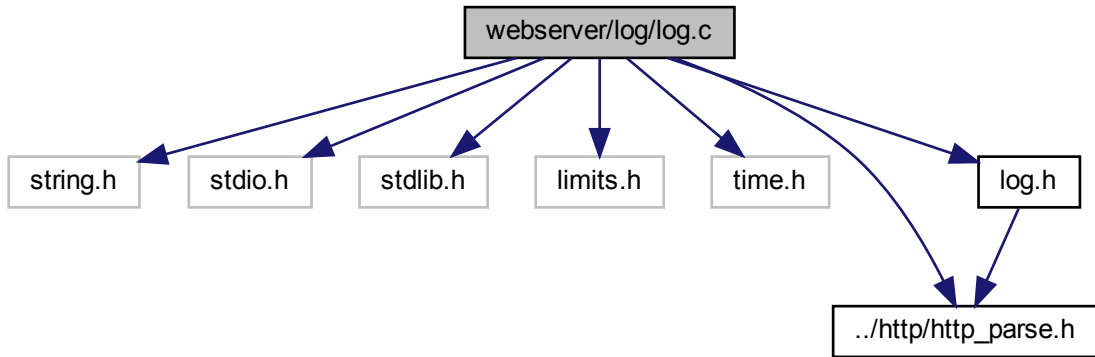 webserver/log/log.c
string.h
stdio.h
stdlib.h
limits.h
time.h
log.h
../http/http_parse.h